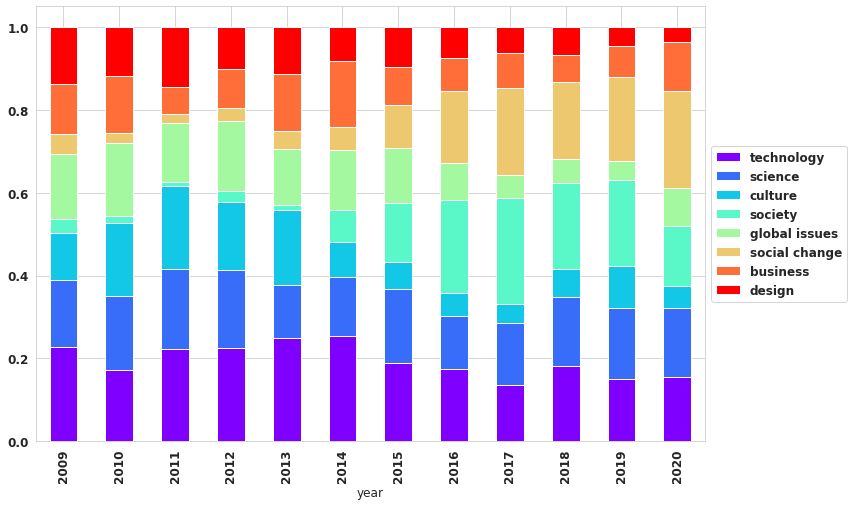 1.0
0.8
0.6
0.4
0.2
0.0
2009 2010 2011 2012 2013 2014 2015 2016 2017 2018 2019 2020
year
technology
science
culture
society
global issues
social change
business
design